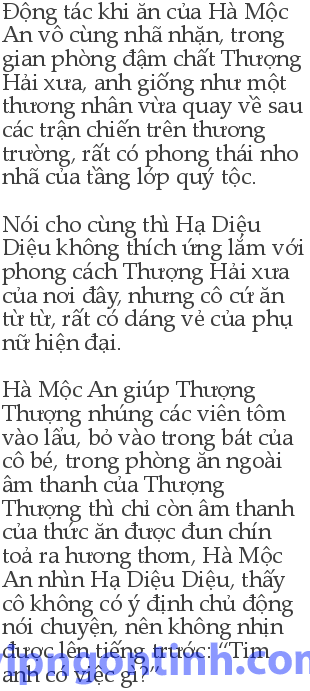 Động tác khi ăn của Hà Mộc
An vô cùng nhã nhặn, trong
gian phòng đậm chất Thượng
Hải xưa, anh giống như một
thương nhân vừa quay về sau
các trận chiến trên thương
trường, rất có phong thái nho
nhã của tầng lớp quý tộc.
Nói cho cùng thì Hạ Diệu
Diệu không thích ứng lắm với
phong cách Thượng Hải xưa
của nơi đây, nhưng cô cứ ăn
từ từ, rất có dáng vẻ của phụ
nữ hiện đại.
Hà Mộc An giúp Thượng
Thượng nhúng các viên tôm
vào lẩu, bỏ vào trong bát của
cô bé, trong phòng ăn ngoài
âm thanh của Thượng
Thượng thì chỉ còn âm thanh
của thức ăn được đun chín
toả ra hương thơm, Hà Mộc
An nhìn Hạ Diệu Diệu, thấy
cô không có ý định chủ động
nói chuyện, nên không nhịn
được lên tiếng trước: “Tìm
anh có việc gì?”
vipngontinh.com